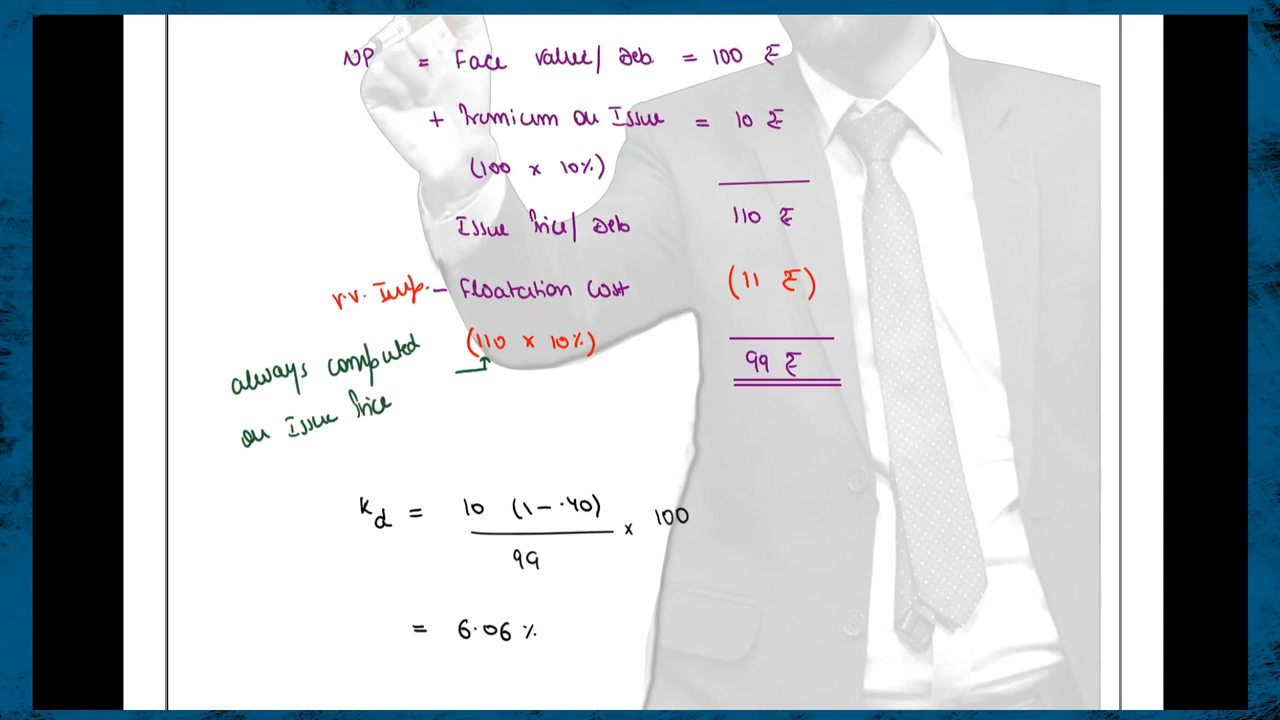 NP = Face value/ Deb = 100 ₹
+ Premium on Issue = 10 ₹
(100 x 10%)
Issue Price/ Deb 110 ₹
v.v. Imp. - Floatation Cost (11 ₹)
(110 x 10%)
always computed
on Issue Price
99 ₹
Kd = 10 (1-.40) x 100
99
= 6.06 %